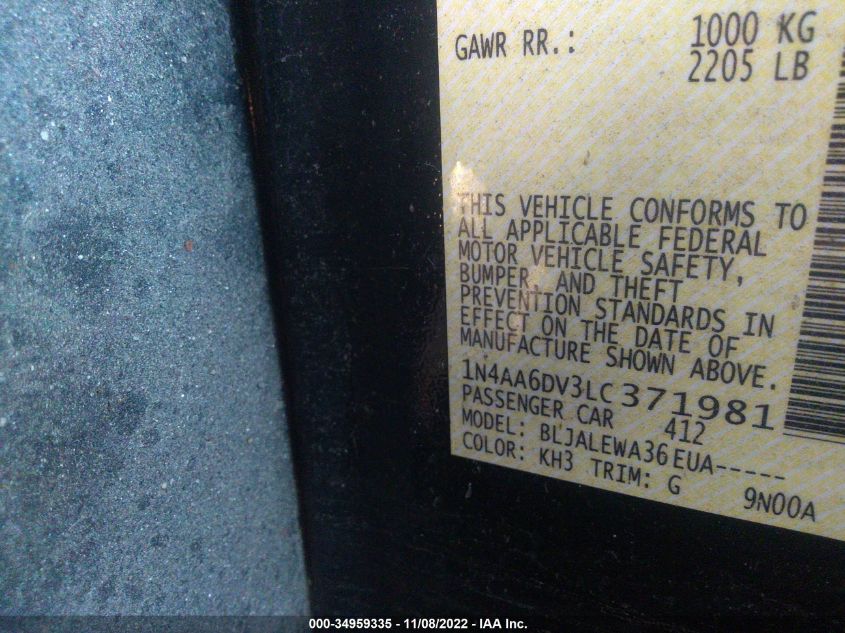 GAWR RR.: 1000 KG
2205 LB
THIS VEHICLE CONFORMS TO
ALL APPLICABLE FEDERAL
MOTOR VEHICLE SAFETY,
BUMPER, AND THEFT
PREVENTION STANDARDS IN
EFFECT ON THE DATE OF
MANUFACTURE SHOWN ABOVE.
1N4AA6DV3LC371981
PASSENGER CAR 412
MODEL: BLJALEWA36EUA-----
COLOR: KH3 TRIM: G 9N00A
000-34959335 - 11/08/2022 - IAA Inc.